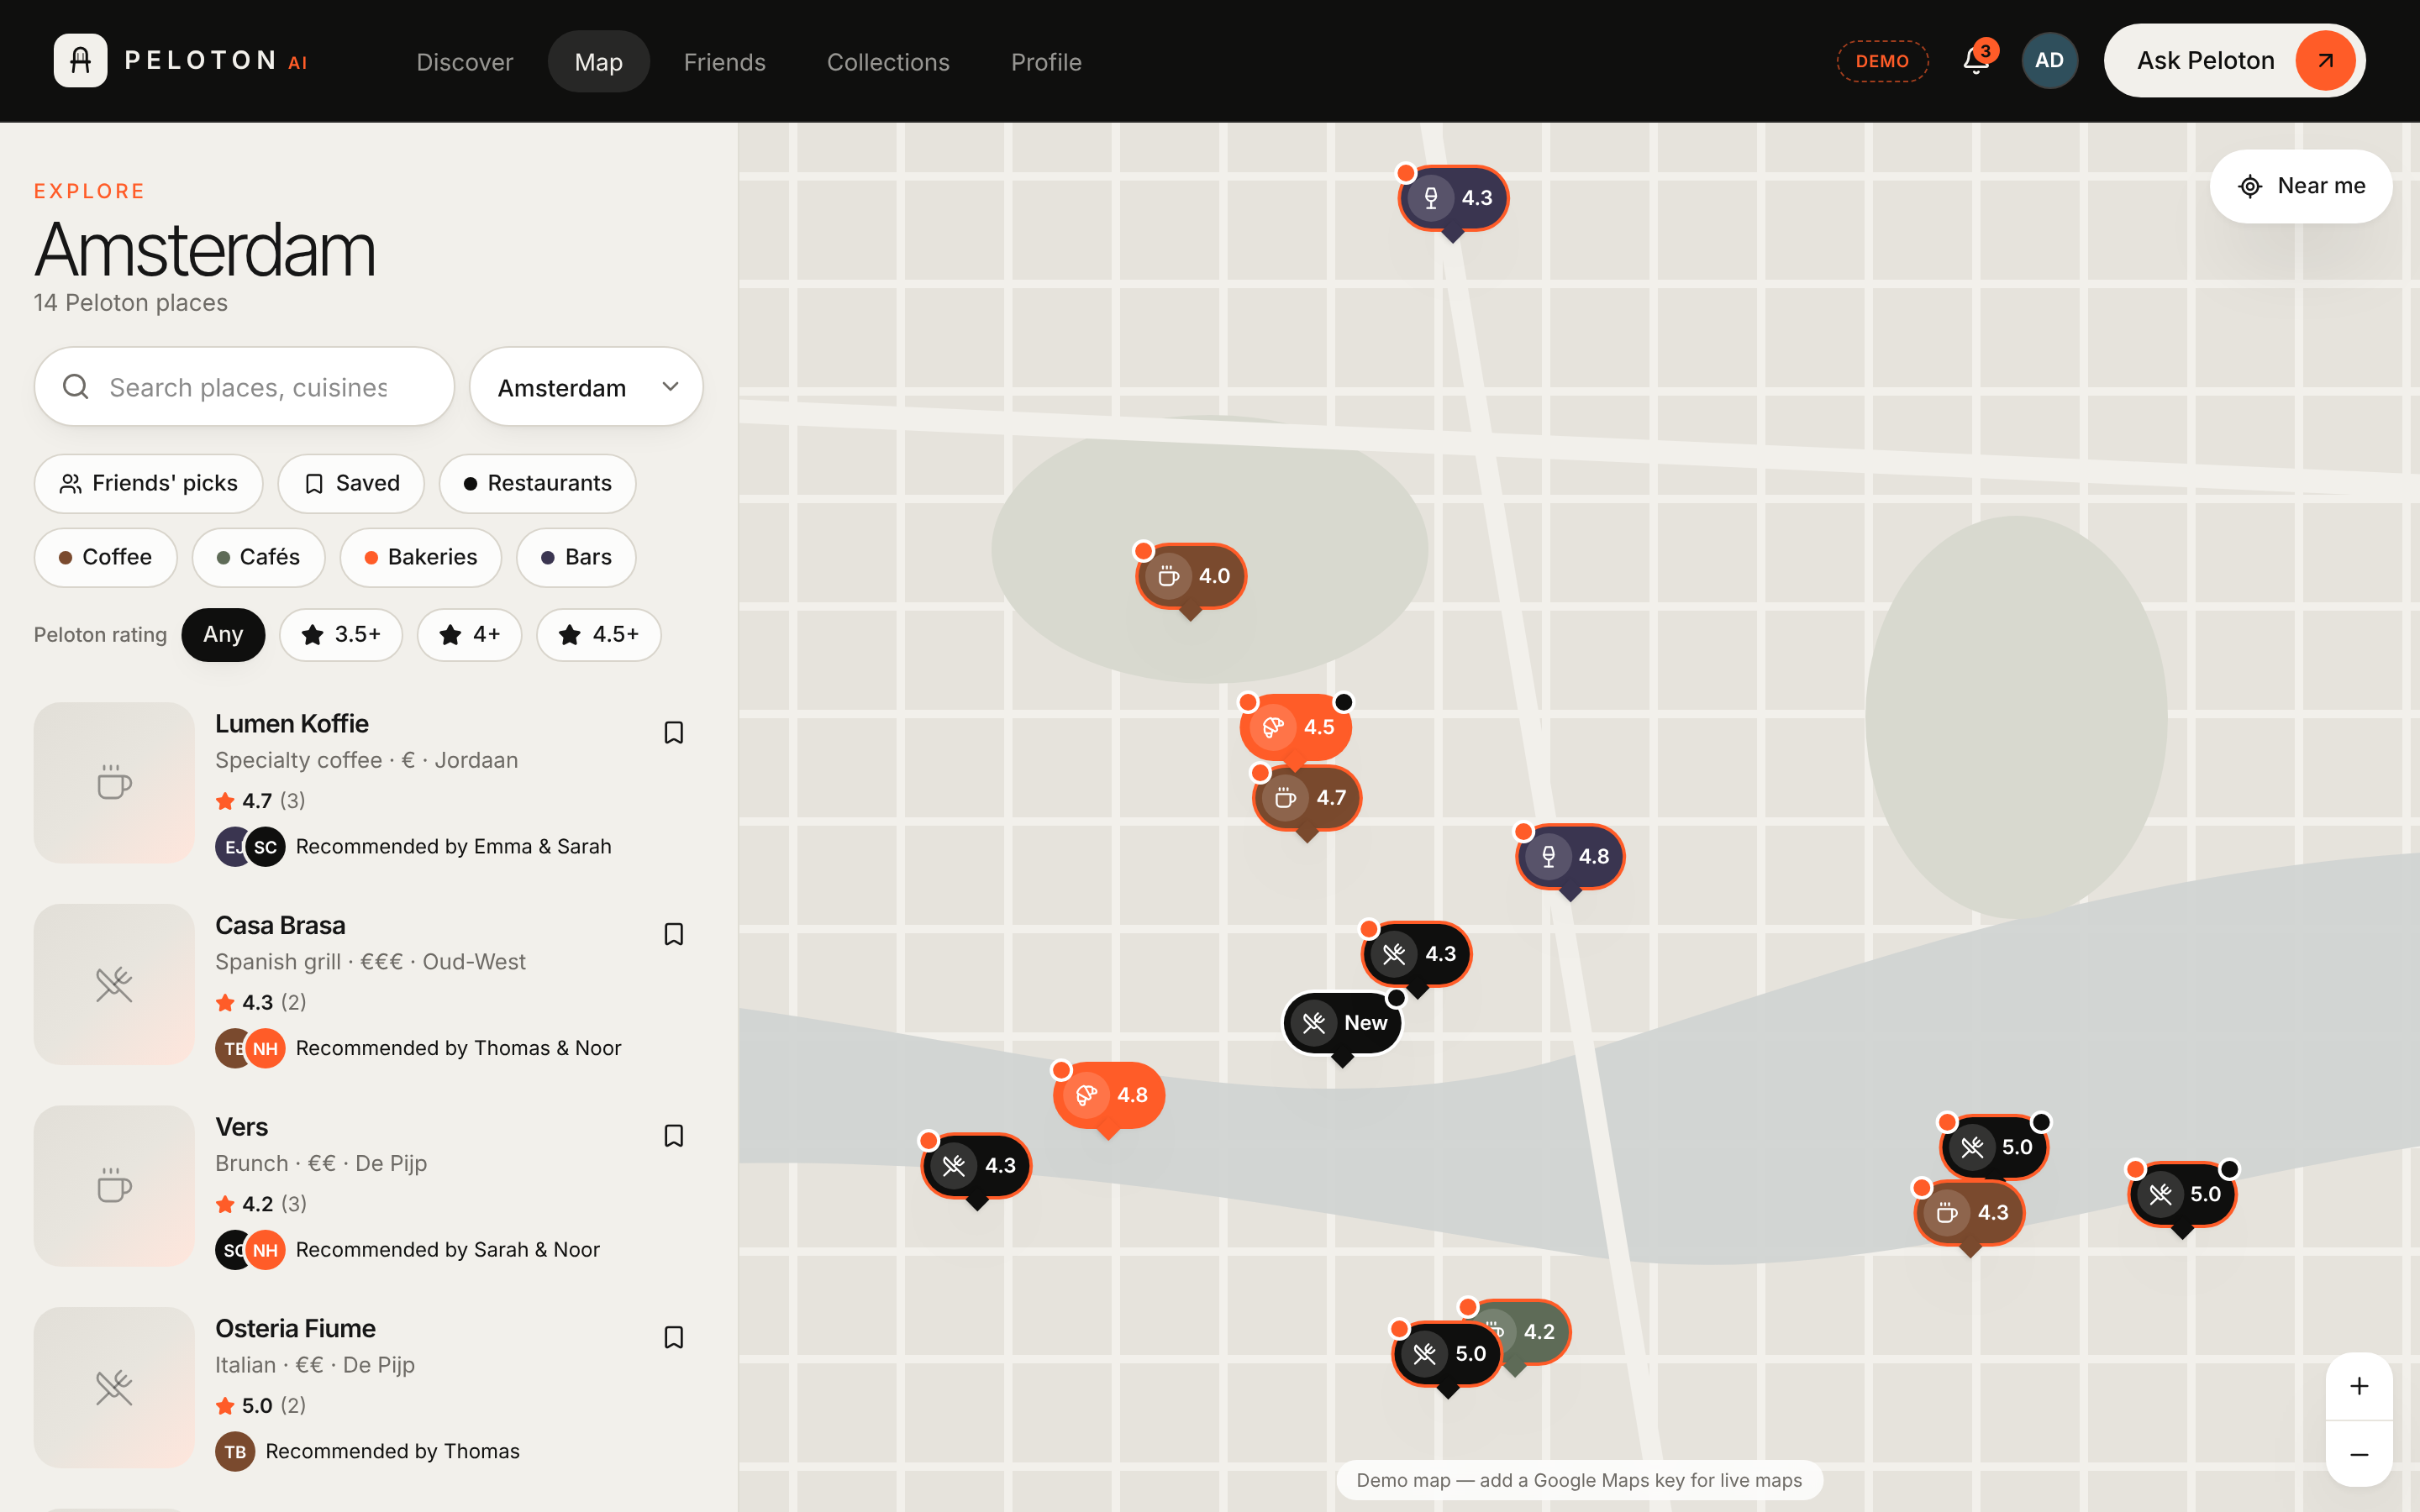 PELOTON AI
Discover
Map
Friends
Collections
Profile
DEMO
3
AD
Ask Peloton
EXPLORE
Amsterdam
14 Peloton places
Search places, cuisines
Amsterdam
Friends' picks
Saved
Restaurants
Coffee
Cafés
Bakeries
Bars
Peloton rating
Any
3.5+
4+
4.5+
Lumen Koffie
Specialty coffee · € · Jordaan
4.7 (3)
EJ SC Recommended by Emma & Sarah
Casa Brasa
Spanish grill · €€€ · Oud-West
4.3 (2)
TB NH Recommended by Thomas & Noor
Vers
Brunch · €€ · De Pijp
4.2 (3)
SC NH Recommended by Sarah & Noor
Osteria Fiume
Italian · €€ · De Pijp
5.0 (2)
TB Recommended by Thomas
Near me
4.3
4.0
4.5
4.7
4.8
4.3
New
4.8
4.3
5.0
4.3
5.0
4.2
5.0
+
−
Demo map — add a Google Maps key for live maps